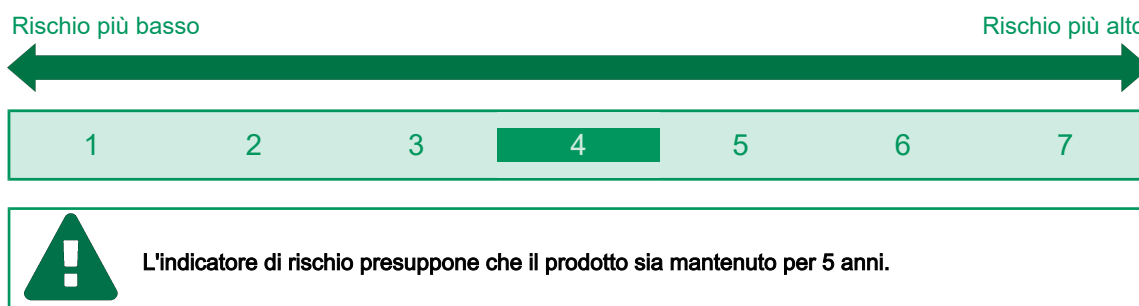 Rischio più basso Rischio più alto
1 2 3 4 5 6 7
L'indicatore di rischio presuppone che il prodotto sia mantenuto per 5 anni.